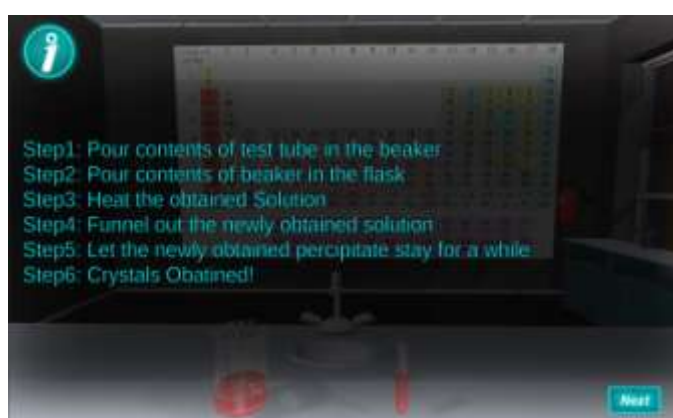 Step1: Pour contents of test tube in the beaker
Step2: Pour contents of beaker in the flask
Step3: Heat the obtained Solution
Step4: Funnel out the newly obtained solution
Step5: Let the newly obtained percipitate stay for a while
Step6: Crystals Obatined!
Next